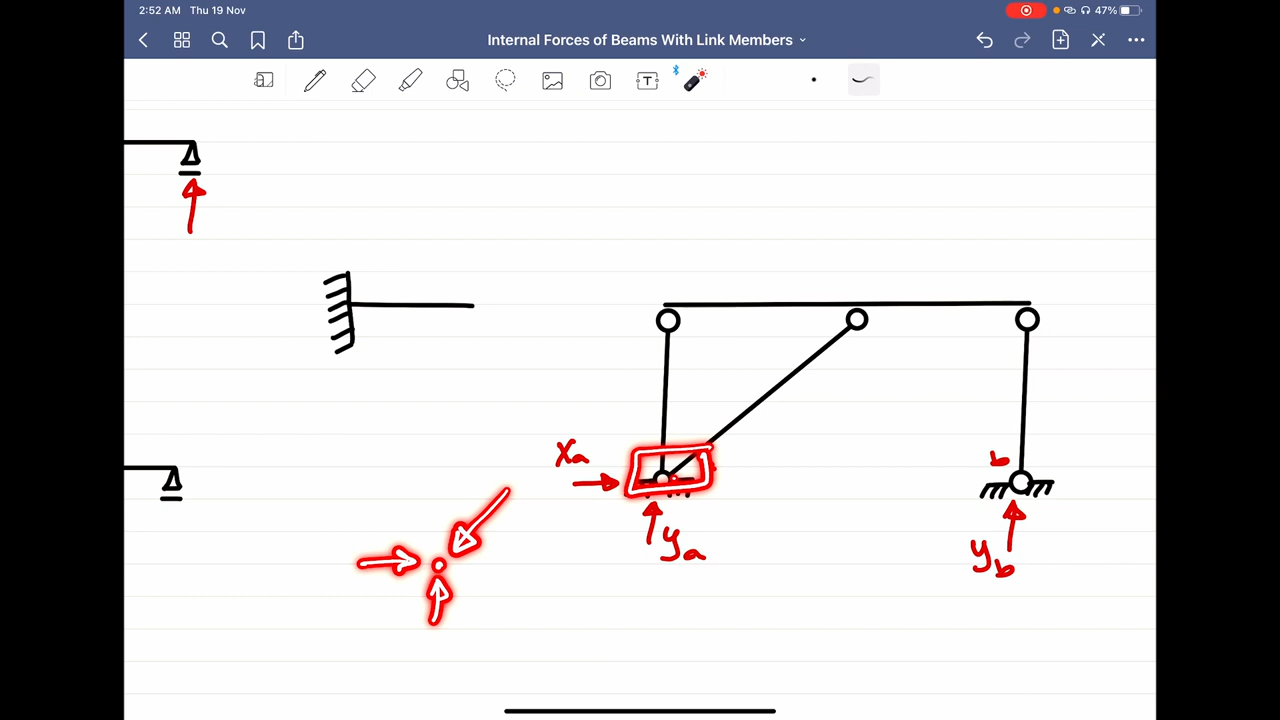 2:52 AM Thu 19 Nov
47%
Internal Forces of Beams With Link Members
T
Xa
b
ya
yb